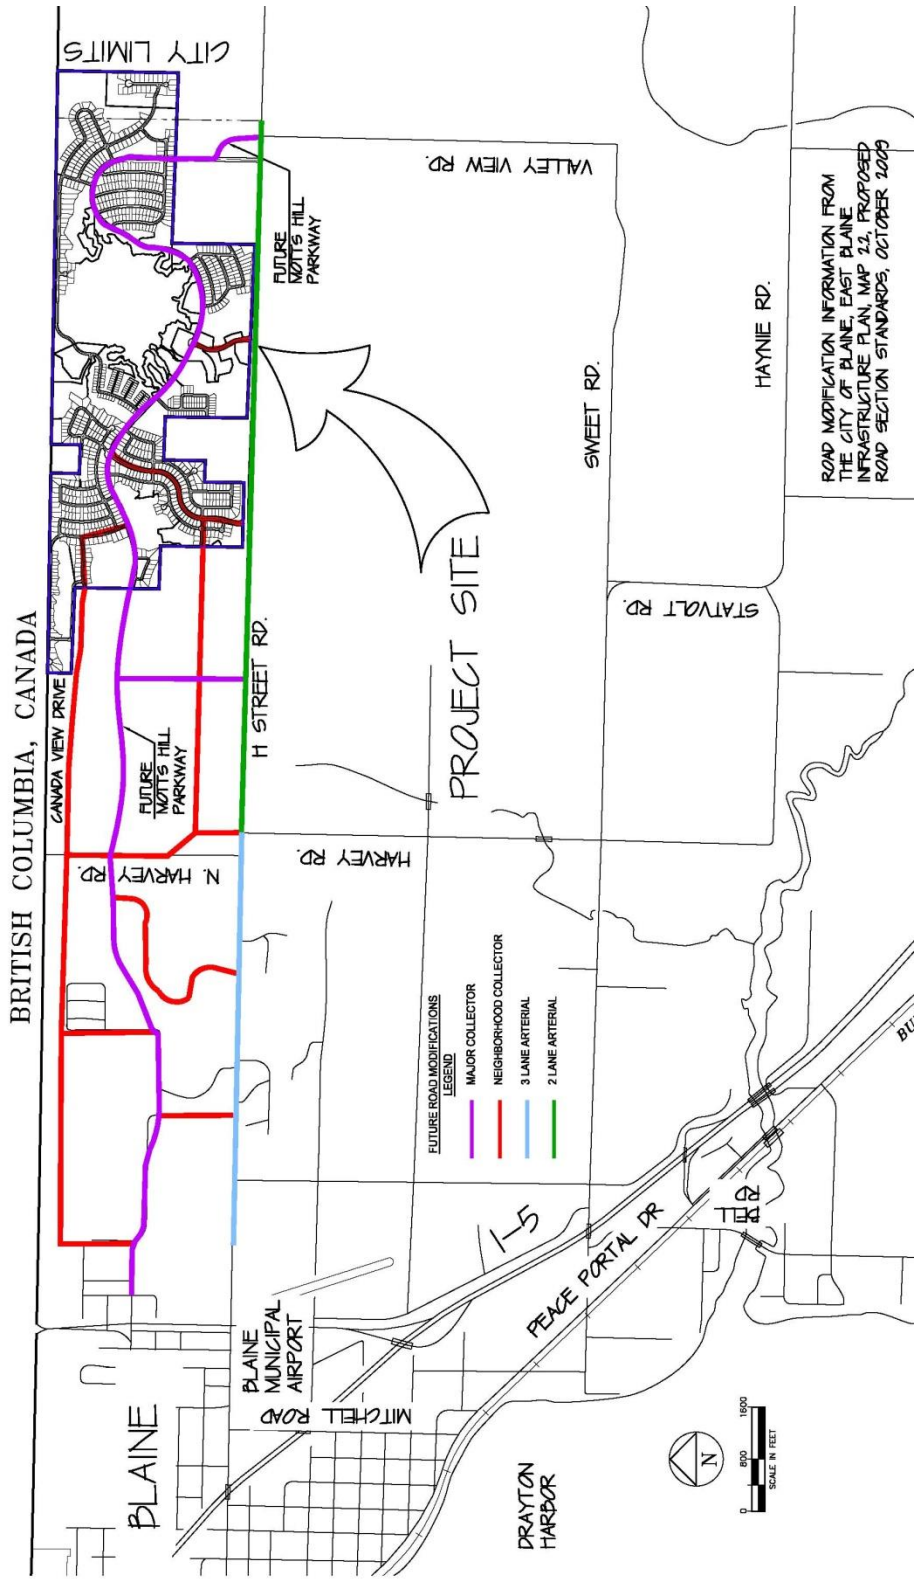 BRITISH COLUMBIA, CANADA
CITY LIMITS
CANADA VIEW DRIVE
FUTURE
MOTTS HILL
PARKWAY
FUTURE
MOTTS HILL
PARKWAY
H STREET RD.
VALLEY VIEW RD.
N. HARVEY RD.
HARVEY RD.
PROJECT SITE
SWEET RD.
STATVOLT RD.
HAYNIE RD.
ROAD MODIFICATION INFORMATION FROM
THE CITY OF BLAINE, EAST BLAINE
INFRASTRUCTURE PLAN, MAP 22, PROPOSED
ROAD SECTION STANDARDS, OCTOBER 2009
FUTURE ROAD MODIFICATIONS
LEGEND
MAJOR COLLECTOR
NEIGHBORHOOD COLLECTOR
3 LANE ARTERIAL
2 LANE ARTERIAL
BLAINE
BLAINE
MUNICIPAL
AIRPORT
MITCHELL ROAD
I-5
PEACE PORTAL DR
DELL
RD
BU
DRAYTON
HARBOR
N
0 800 1600
SCALE IN FEET